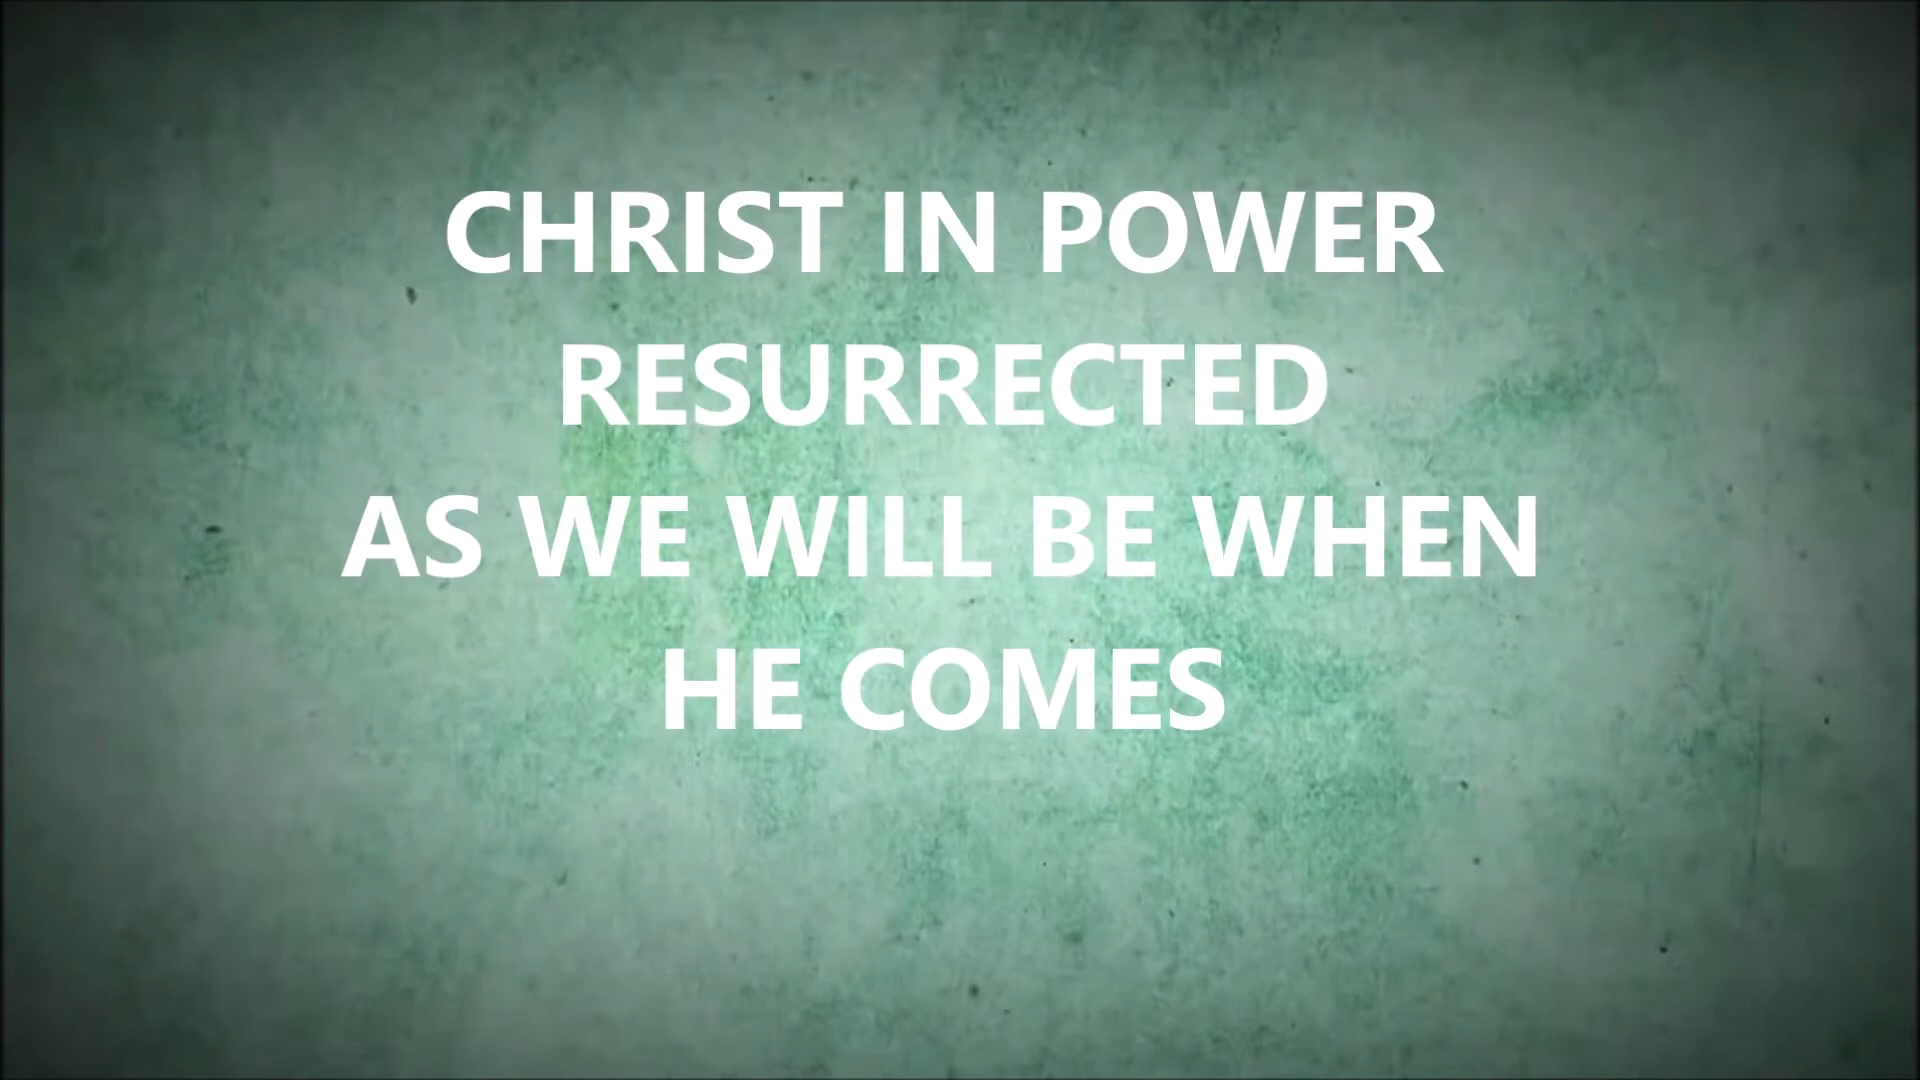 CHRIST IN POWER
RESURRECTED
AS WE WILL BE WHEN
HE COMES